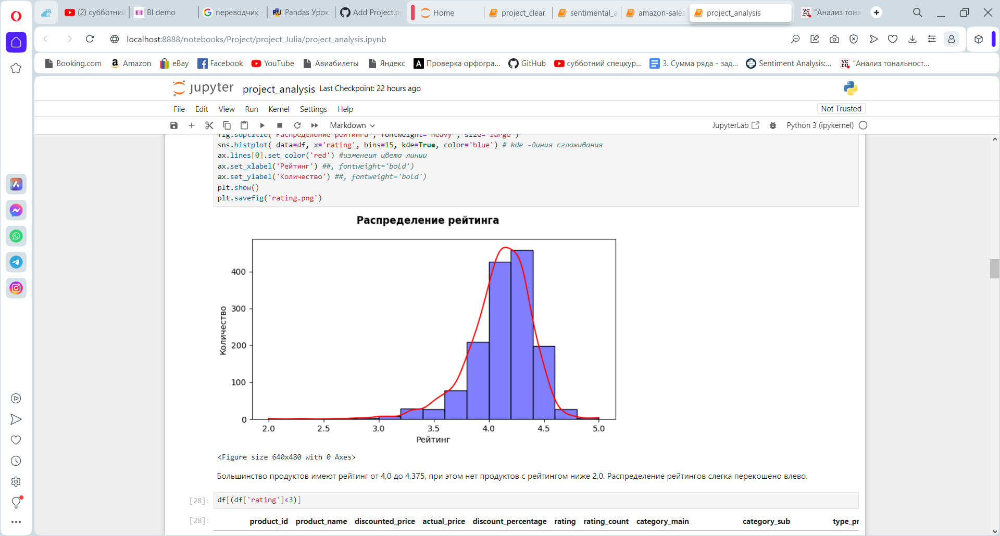 (2) субботний
BI demo
переводчик -
Pandas Урок -
Add Project.p
Home
project_clear
sentimental_a
amazon-sales
project_analysis
"Анализ тона
localhost:8888/notebooks/Project/project_Julia/project_analysis.ipynb
Booking.com
Amazon
eBay
Facebook
YouTube
Авиабилеты
Яндекс
Проверка орфогра...
GitHub
субботний спецкур...
3. Сумма ряда - зад...
Sentiment Analysis:...
"Анализ тональност...
jupyter project_analysis Last Checkpoint: 22 hours ago
File Edit View Run Kernel Settings Help
Not Trusted
Markdown
JupyterLab
Python 3 (ipykernel)
fig.suptitle( Распределение рейтинга , fontweight= heavy , size= large )
sns.histplot( data=df, x='rating', bins=15, kde=True, color='blue') # kde -диния сглаживания
ax.lines[0].set_color('red') #изменеия цвета линии
ax.set_xlabel('Рейтинг') ##, fontweight='bold')
ax.set_ylabel('Количество') ##, fontweight='bold')
plt.show()
plt.savefig('rating.png')
Распределение рейтинга
400
300
200
100
0
Количество
2.0 2.5 3.0 3.5 4.0 4.5 5.0
Рейтинг
<Figure size 640x480 with 0 Axes>
Большинство продуктов имеют рейтинг от 4,0 до 4,375, при этом нет продуктов с рейтингом ниже 2,0. Распределение рейтингов слегка перекошено влево.
[28]: df[(df['rating']<3)]
[28]: product_id product_name discounted_price actual_price discount_percentage rating rating_count category_main category_sub type_pr